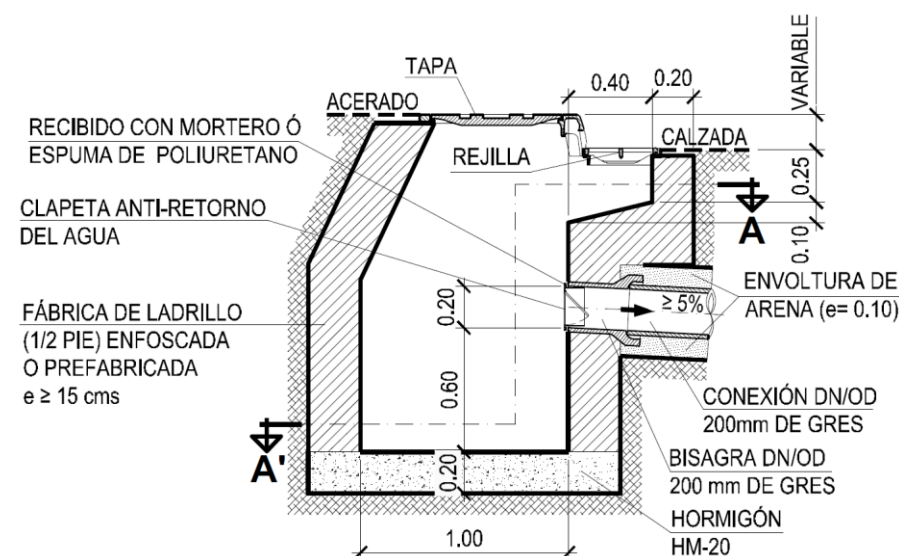 TAPA
0.40
0.20
VARIABLE
ACERADO
RECIBIDO CON MORTERO Ó
ESPUMA DE POLIURETANO
REJILLA
CALZADA
0.25
CLAPETA ANTI-RETORNO
DEL AGUA
A
0.10
ENVOLTURA DE
ARENA (e= 0.10)
0.20
≥ 5%
FÁBRICA DE LADRILLO
(1/2 PIE) ENFOSCADA
O PREFABRICADA
e ≥ 15 cms
0.60
CONEXIÓN DN/OD
200mm DE GRES
A'
0.20
BISAGRA DN/OD
200 mm DE GRES
1.00
HORMIGÓN
HM-20